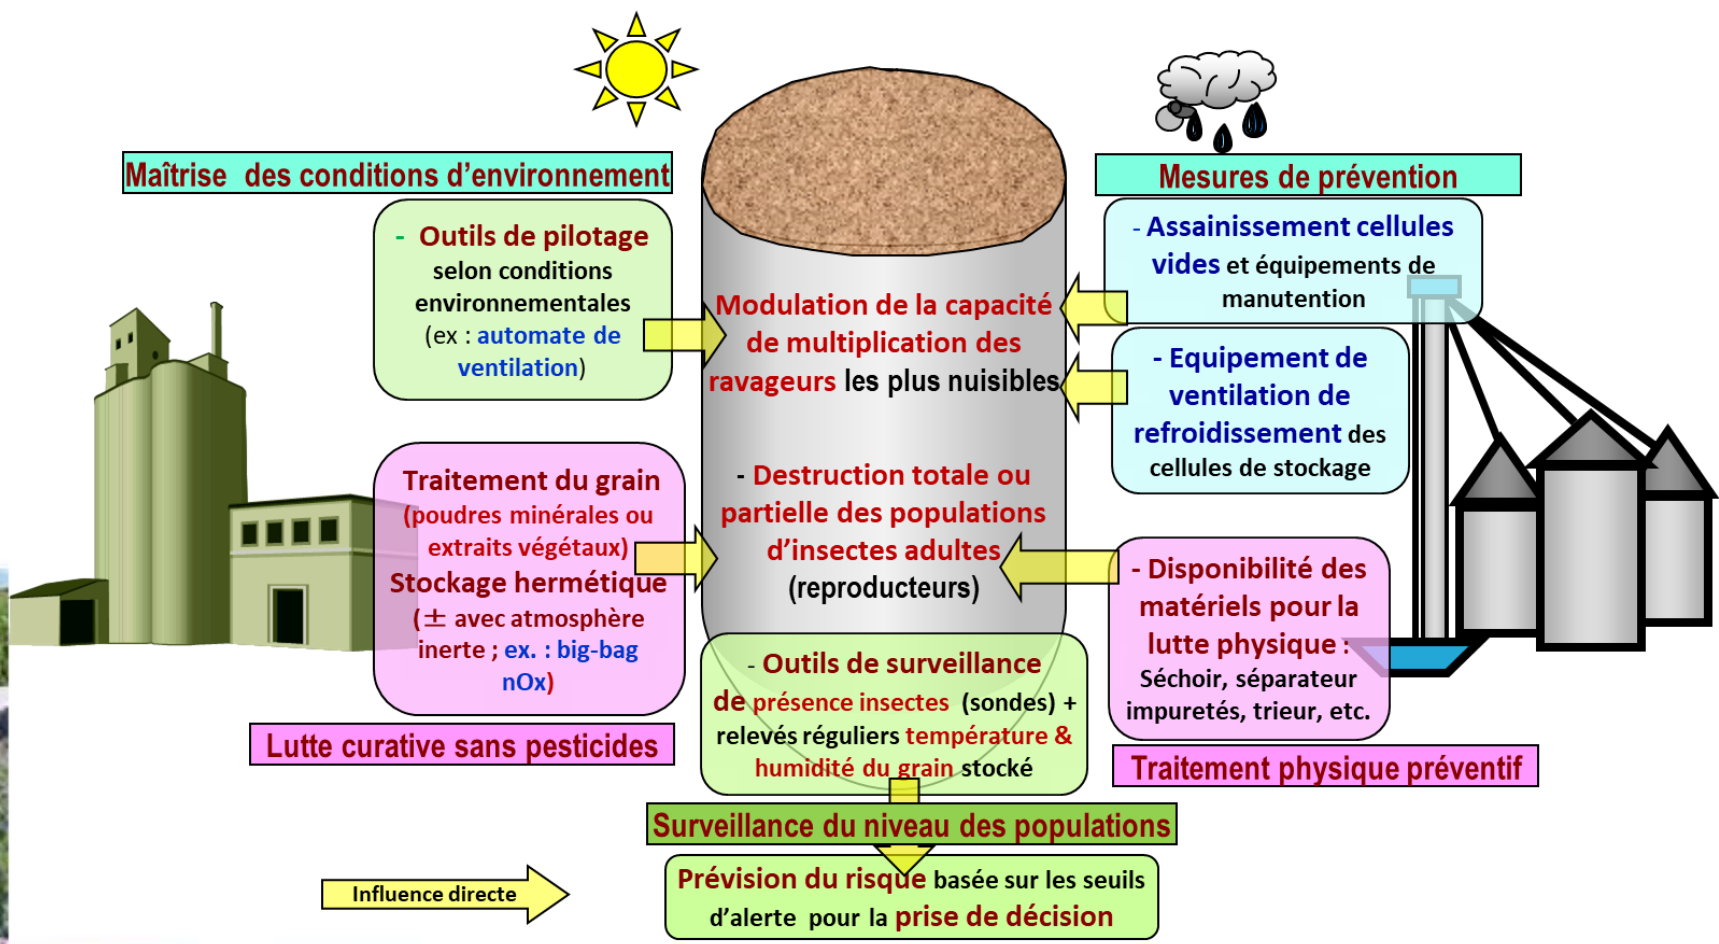 Maîtrise des conditions d'environnement
- Outils de pilotage
selon conditions
environnementales
(ex : automate de
ventilation)
Traitement du grain
(poudres minérales ou
extraits végétaux)
Stockage hermétique
(± avec atmosphère
inerte ; ex. : big-bag
nOx)
Lutte curative sans pesticides
Modulation de la capacité
de multiplication des
ravageurs les plus nuisibles
- Destruction totale ou
partielle des populations
d'insectes adultes
(reproducteurs)
- Outils de surveillance
de présence insectes (sondes) +
relevés réguliers température &
humidité du grain stocké
Surveillance du niveau des populations
Prévision du risque basée sur les seuils
d'alerte pour la prise de décision
Mesures de prévention
- Assainissement cellules
vides et équipements de
manutention
- Equipement de
ventilation de
refroidissement des
cellules de stockage
- Disponibilité des
matériels pour la
lutte physique :
Séchoir, séparateur
impuretés, trieur, etc.
Traitement physique préventif
Influence directe